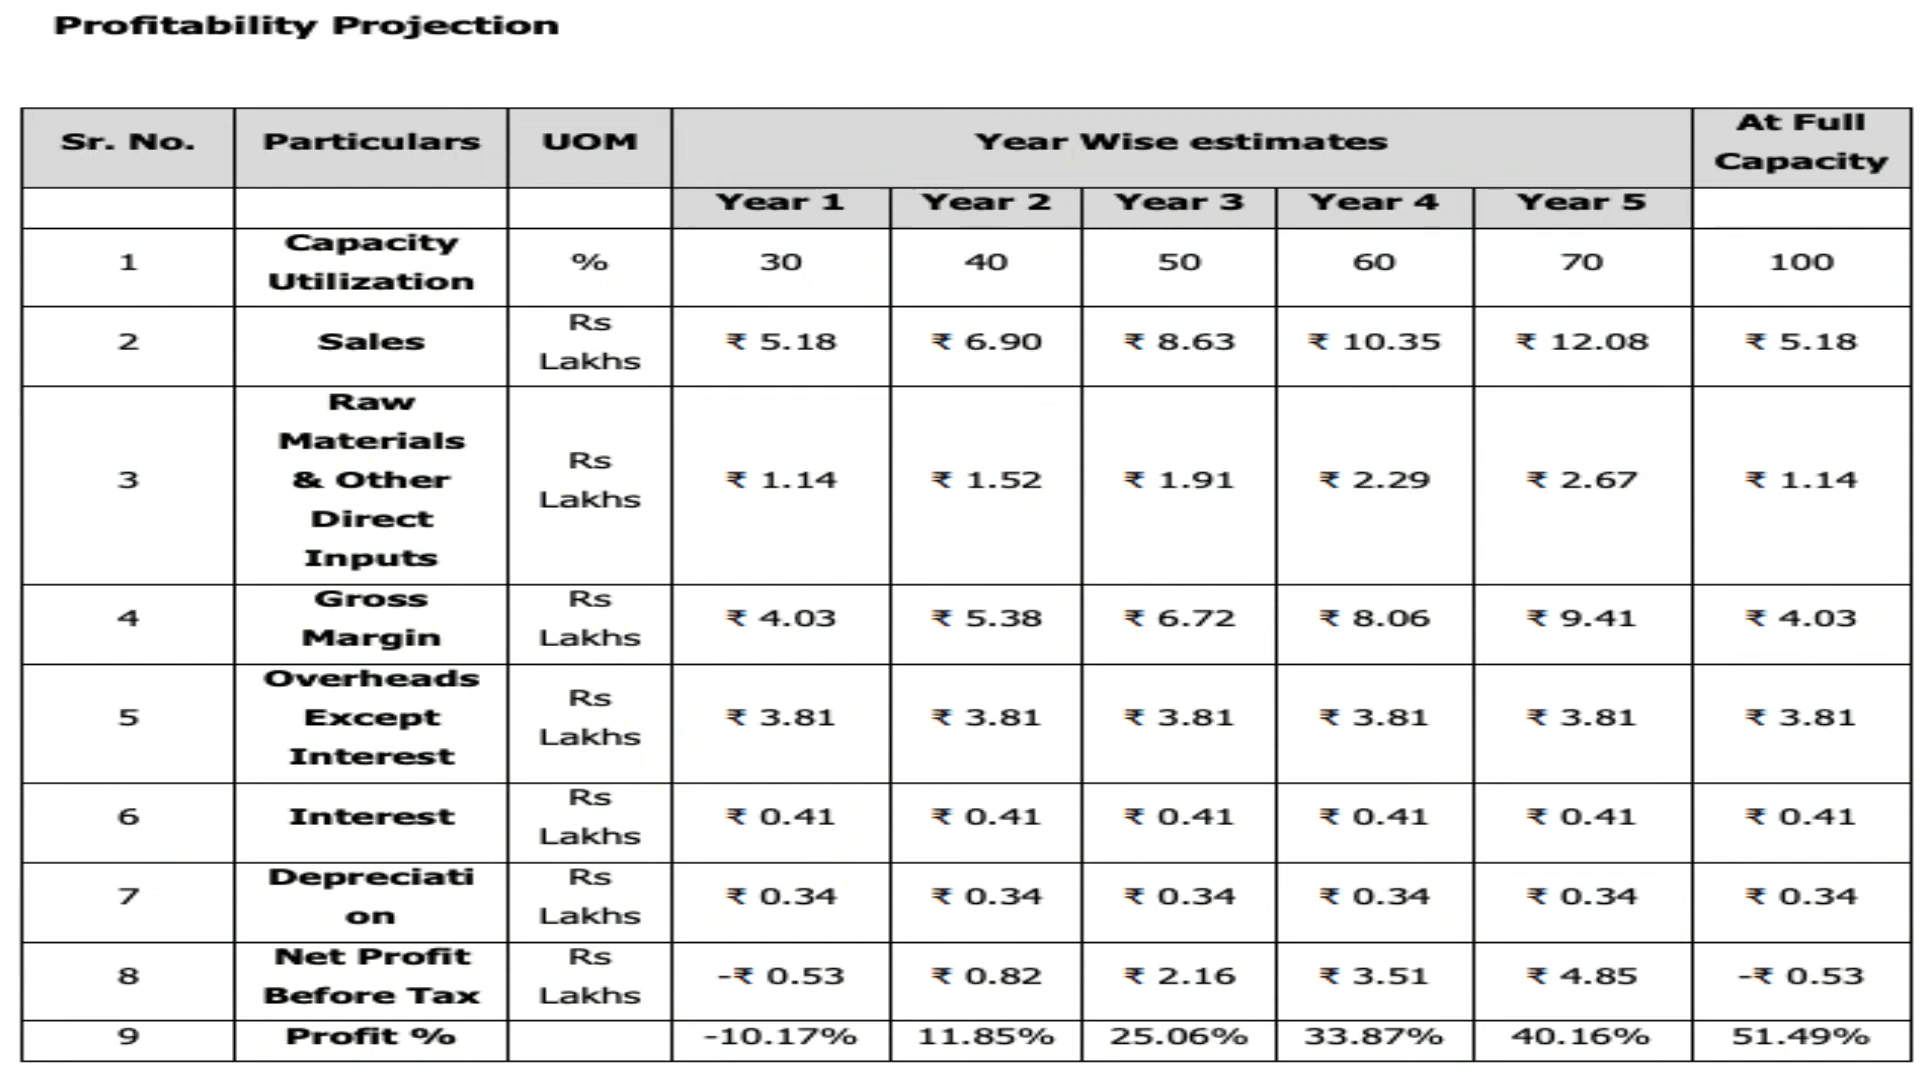 Profitability Projection
Sr. No. Particulars UOM Year Wise estimates At Full Capacity
Year 1 Year 2 Year 3 Year 4 Year 5
1 Capacity Utilization % 30 40 50 60 70 100
2 Sales Rs Lakhs ₹ 5.18 ₹ 6.90 ₹ 8.63 ₹ 10.35 ₹ 12.08 ₹ 5.18
3 Raw Materials & Other Direct Inputs Rs Lakhs ₹ 1.14 ₹ 1.52 ₹ 1.91 ₹ 2.29 ₹ 2.67 ₹ 1.14
4 Gross Margin Rs Lakhs ₹ 4.03 ₹ 5.38 ₹ 6.72 ₹ 8.06 ₹ 9.41 ₹ 4.03
5 Overheads Except Interest Rs Lakhs ₹ 3.81 ₹ 3.81 ₹ 3.81 ₹ 3.81 ₹ 3.81 ₹ 3.81
6 Interest Rs Lakhs ₹ 0.41 ₹ 0.41 ₹ 0.41 ₹ 0.41 ₹ 0.41 ₹ 0.41
7 Depreciati on Rs Lakhs ₹ 0.34 ₹ 0.34 ₹ 0.34 ₹ 0.34 ₹ 0.34 ₹ 0.34
8 Net Profit Before Tax Rs Lakhs -₹ 0.53 ₹ 0.82 ₹ 2.16 ₹ 3.51 ₹ 4.85 -₹ 0.53
9 Profit % -10.17% 11.85% 25.06% 33.87% 40.16% 51.49%